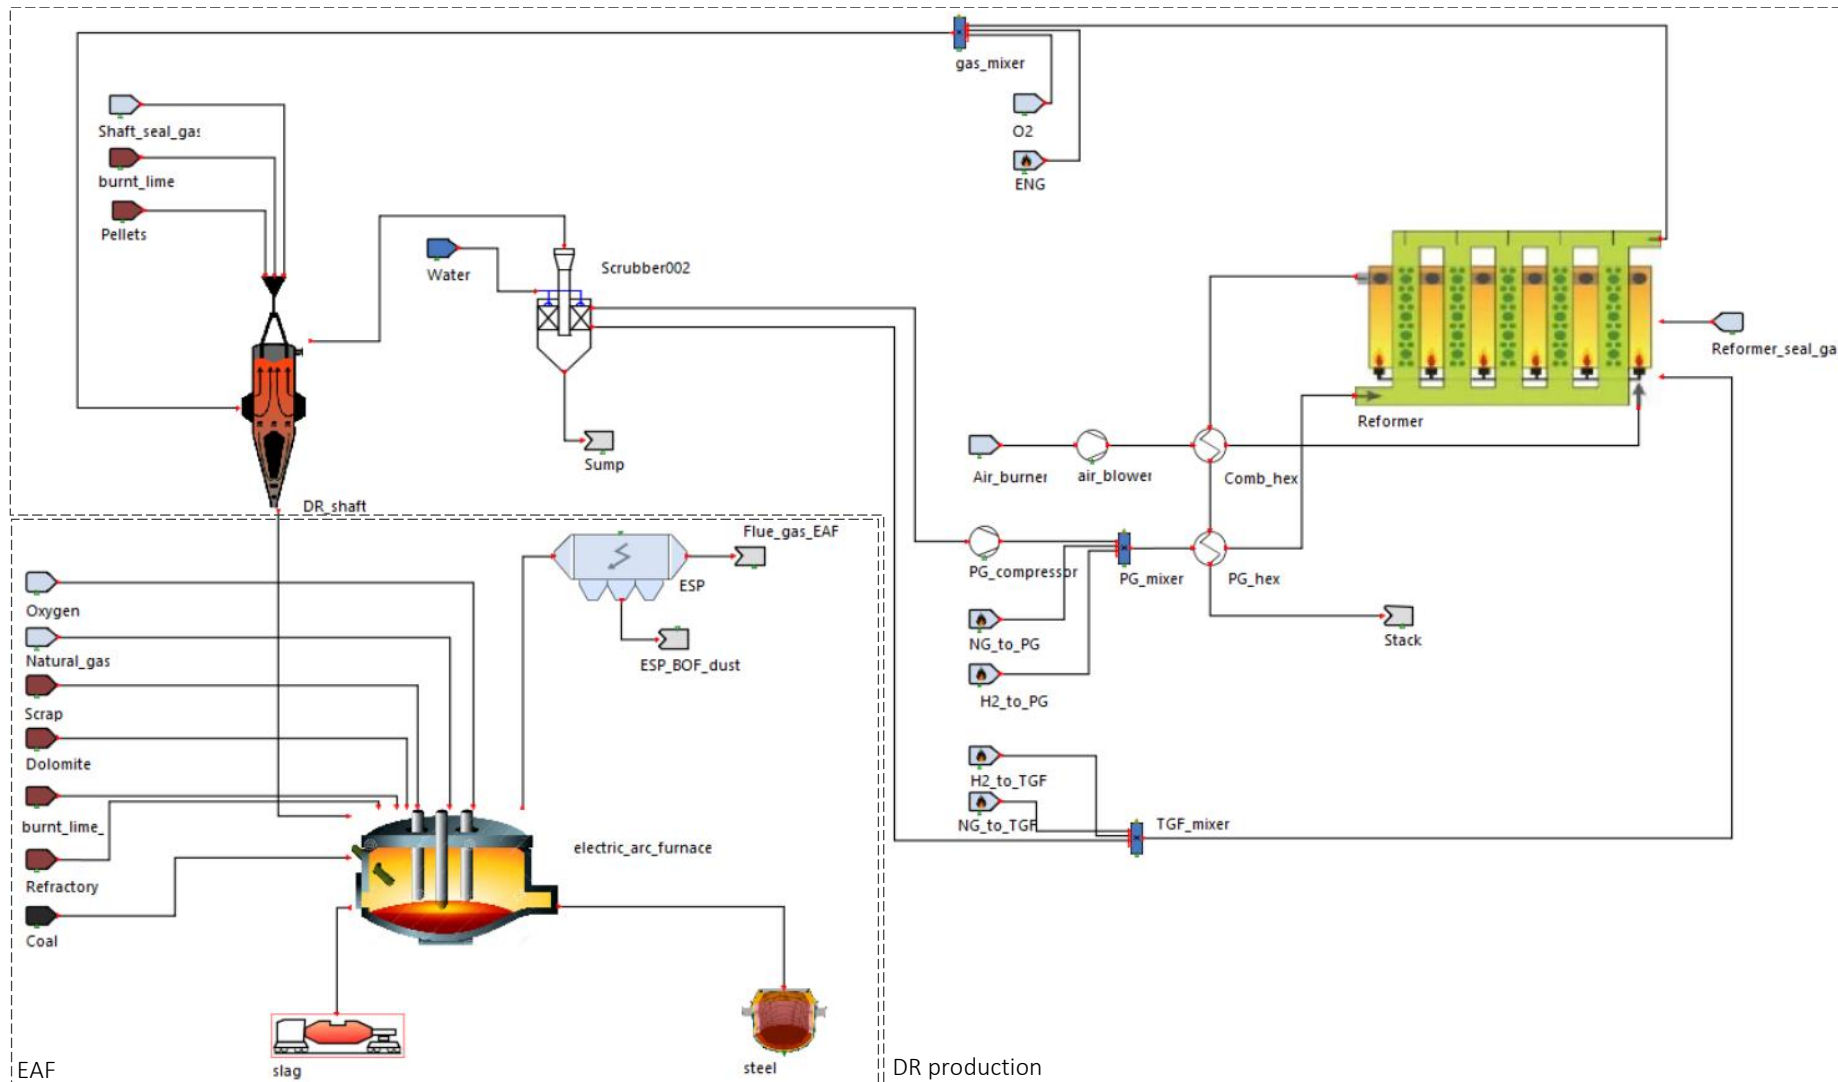 gas_mixer
Shaft_seal_gas
O2
burnt_lime
ENG
Pellets
Water
Scrubber002
Reformer_seal_ga
Reformer
Sump
Air_burner
air_blower
Comb_hex
DR_shaft
Flue_gas_EAF
PG_compressor
PG_mixer
PG_hex
ESP
Oxygen
NG_to_PG
Stack
Natural_gas
ESP_BOF_dust
H2_to_PG
Scrap
Dolomite
H2_to_TGF
burnt_lime_
NG_to_TGF
TGF_mixer
electric_arc_furnace
Refractory
Coal
slag
steel
EAF
DR production